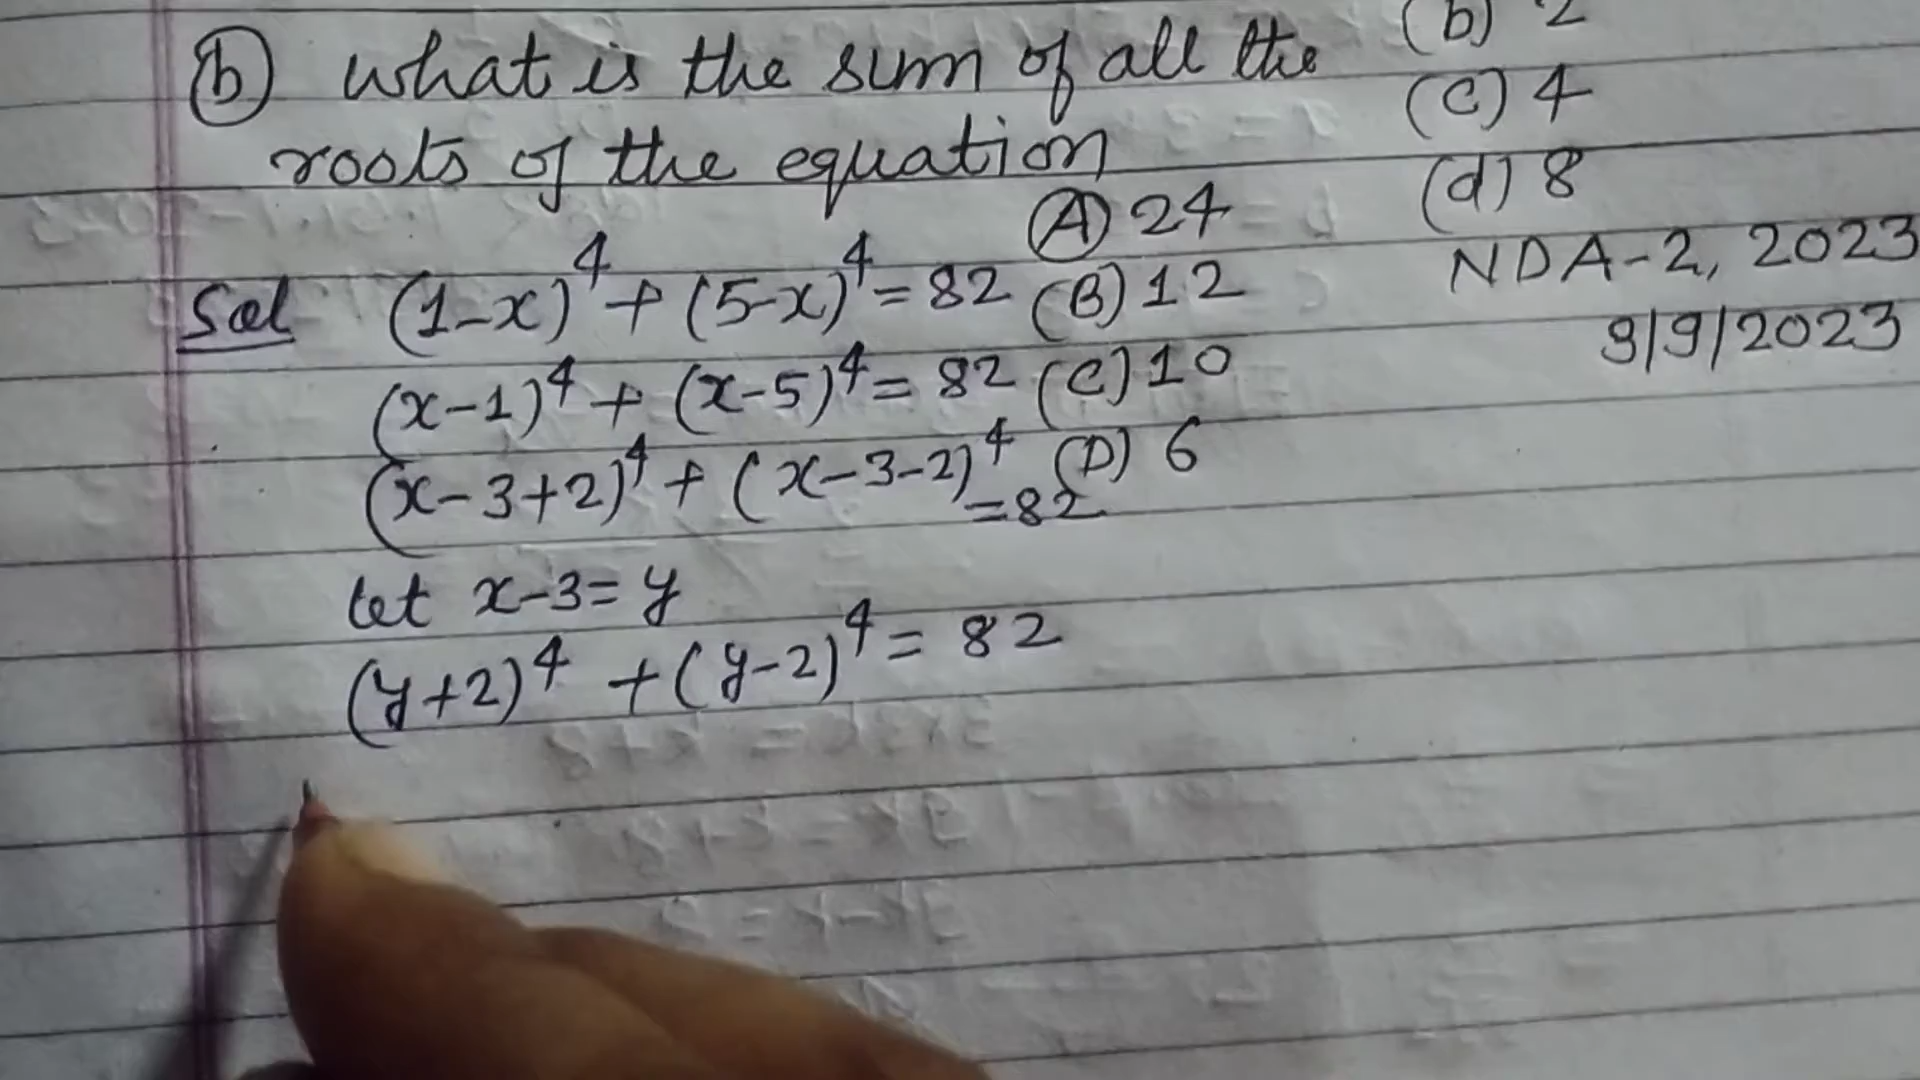 (b) What is the sum of all the
roots of the equation
(A) 24
Sol (1-x)⁴ + (5-x)⁴ = 82 (B) 12
(x-1)⁴ + (x-5)⁴ = 82 (C) 10
(x-3+2)⁴ + (x-3-2)⁴ (D) 6
=82
let x-3=y
(y+2)⁴ + (y-2)⁴ = 82
(b) 2
(C) 4
(d) 8
NDA-2, 2023
9/9/2023